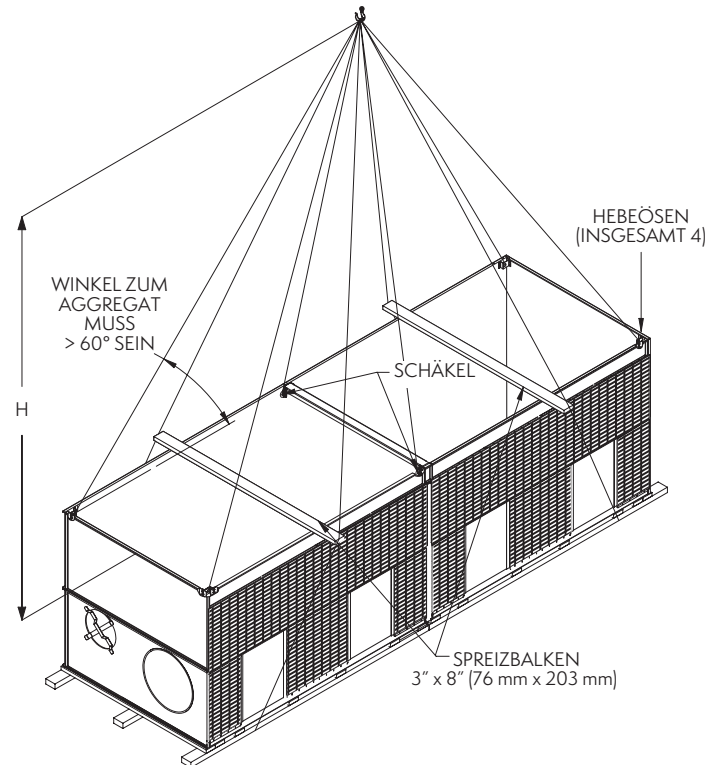 HEBEÖSEN
(INSGESAMT 4)
WINKEL ZUM
AGGREGAT
MUSS
> 60° SEIN
SCHÄKEL
H
SPREIZBALKEN
3” x 8” (76 mm x 203 mm)